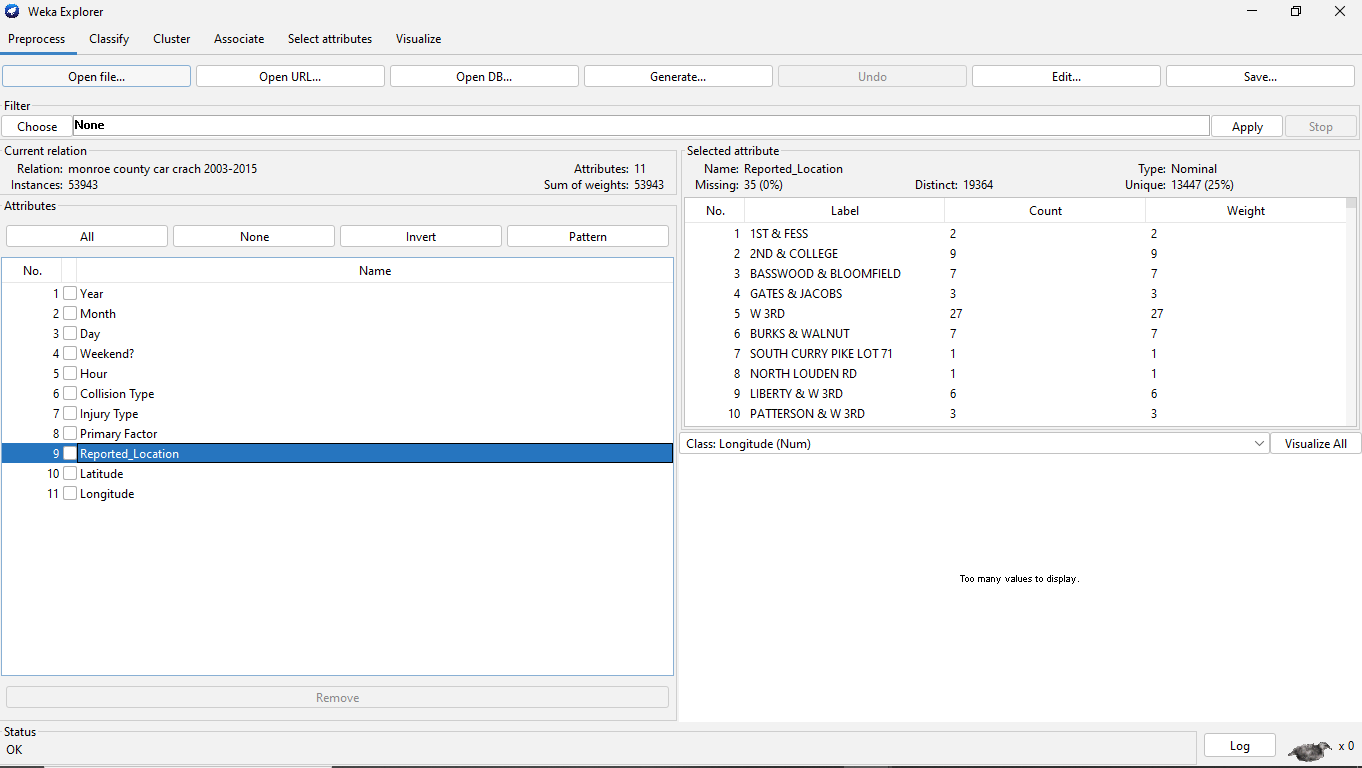 Weka Explorer
Preprocess Classify Cluster Associate Select attributes Visualize
Open file... Open URL... Open DB... Generate... Undo Edit... Save...
Filter
Choose None Apply Stop
Current relation
Relation: monroe county car crach 2003-2015 Attributes: 11
Instances: 53943 Sum of weights: 53943
Attributes
All None Invert Pattern
No. Name
1 Year
2 Month
3 Day
4 Weekend?
5 Hour
6 Collision Type
7 Injury Type
8 Primary Factor
9 Reported_Location
10 Latitude
11 Longitude
Remove
Selected attribute
Name: Reported_Location Type: Nominal
Missing: 35 (0%) Distinct: 19364 Unique: 13447 (25%)
No. Label Count Weight
1 1ST & FESS 2 2
2 2ND & COLLEGE 9 9
3 BASSWOOD & BLOOMFIELD 7 7
4 GATES & JACOBS 3 3
5 W 3RD 27 27
6 BURKS & WALNUT 7 7
7 SOUTH CURRY PIKE LOT 71 1 1
8 NORTH LOUDEN RD 1 1
9 LIBERTY & W 3RD 6 6
10 PATTERSON & W 3RD 3 3
Class: Longitude (Num) Visualize All
Too many values to display.
Status
OK Log x 0